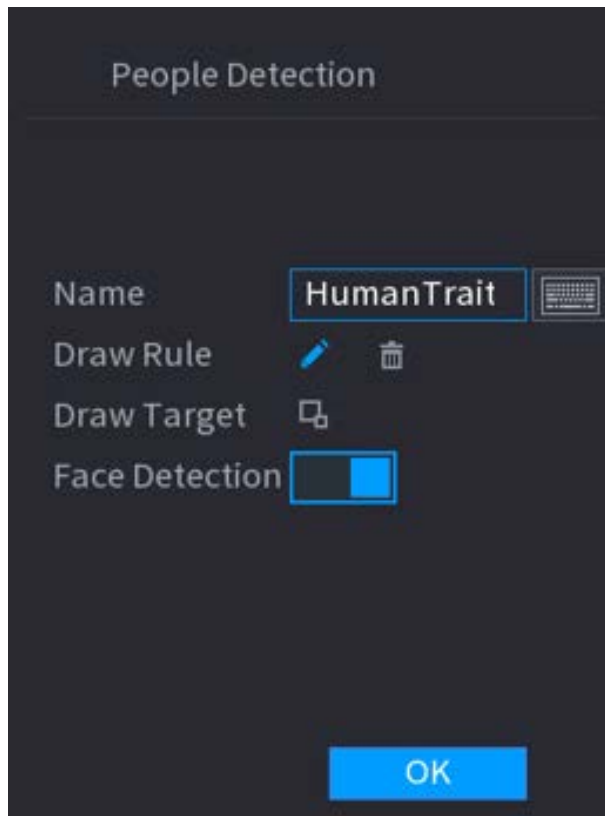 People Detection
Name HumanTrait
Draw Rule
Draw Target
Face Detection
OK